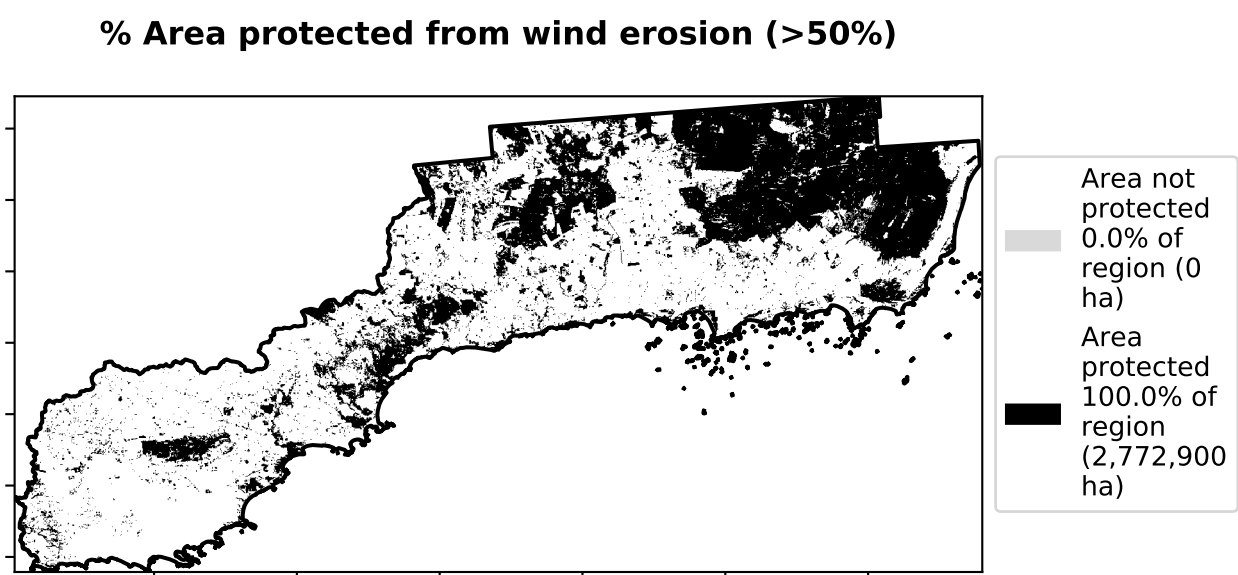 % Area protected from wind erosion (>50%)
Area not
protected
0.0% of
region (0
ha)
Area
protected
100.0% of
region
(2,772,900
ha)